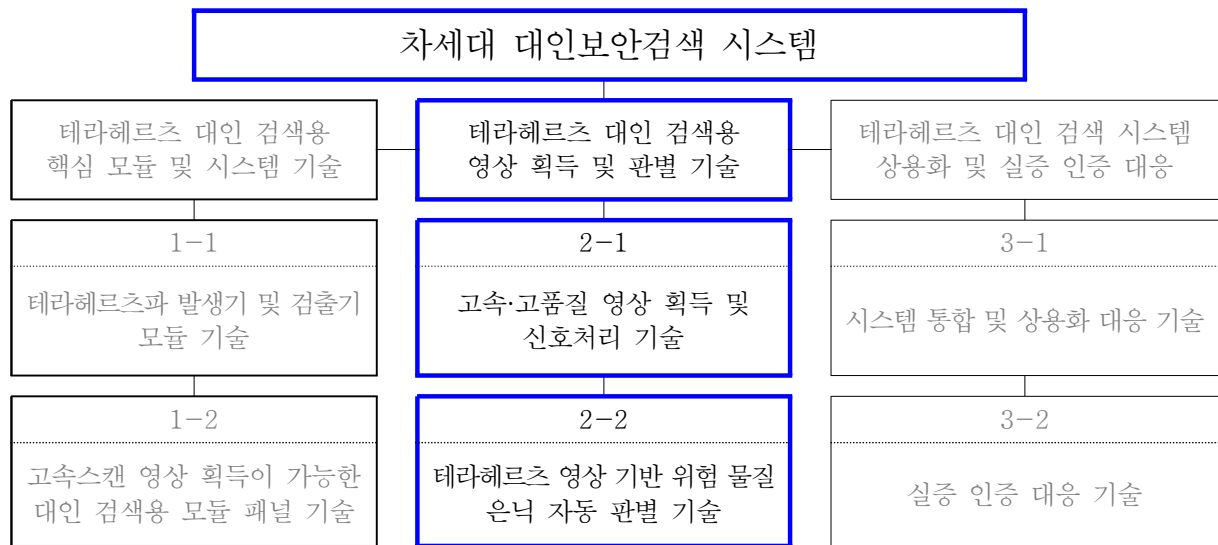 차세대 대인보안검색 시스템
테라헤르츠 대인 검색용
핵심 모듈 및 시스템 기술
테라헤르츠 대인 검색용
영상 획득 및 판별 기술
테라헤르츠 대인 검색 시스템
상용화 및 실증 인증 대응
1-1
테라헤르츠파 발생기 및 검출기
모듈 기술
2-1
고속·고품질 영상 획득 및
신호처리 기술
3-1
시스템 통합 및 상용화 대응 기술
1-2
고속스캔 영상 획득이 가능한
대인 검색용 모듈 패널 기술
2-2
테라헤르츠 영상 기반 위험 물질
은닉 자동 판별 기술
3-2
실증 인증 대응 기술